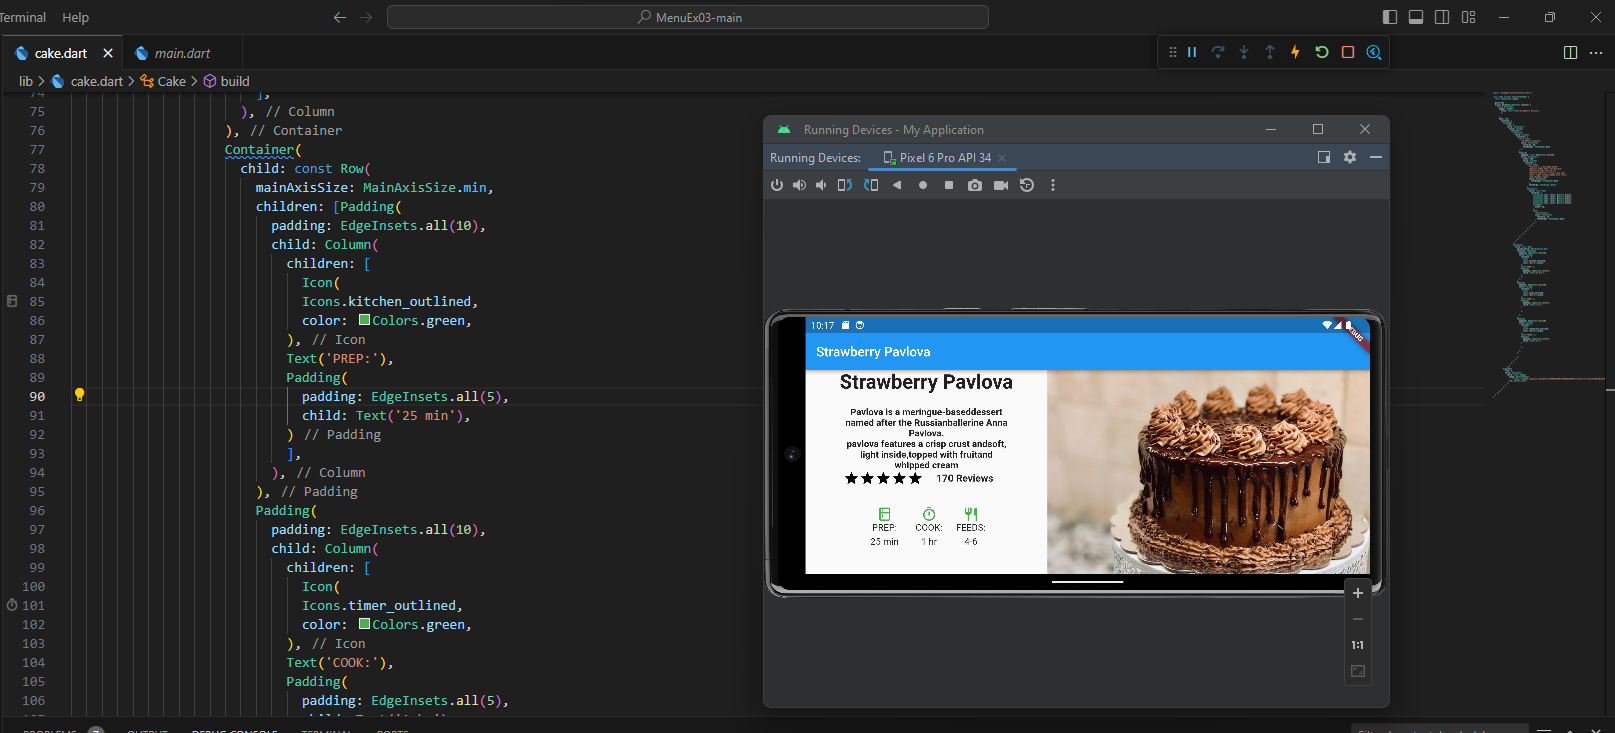 Terminal Help
MenuEx03-main
cake.dart
main.dart
lib > cake.dart > Cake > build
74 ],
75 ), // Column
76 ), // Container
77 Container(
78 child: const Row(
79 mainAxisSize: MainAxisSize.min,
80 children: [Padding(
81 padding: EdgeInsets.all(10),
82 child: Column(
83 children: [
84 Icon(
85 Icons.kitchen_outlined,
86 color: Colors.green,
87 ), // Icon
88 Text('PREP:'),
89 Padding(
90 padding: EdgeInsets.all(5),
91 child: Text('25 min'),
92 ) // Padding
93 ],
94 ), // Column
95 ), // Padding
96 Padding(
97 padding: EdgeInsets.all(10),
98 child: Column(
99 children: [
100 Icon(
101 Icons.timer_outlined,
102 color: Colors.green,
103 ), // Icon
104 Text('COOK:'),
105 Padding(
106 padding: EdgeInsets.all(5),
Running Devices - My Application
Running Devices: Pixel 6 Pro API 34
10:17
Strawberry Pavlova
Strawberry Pavlova
Pavlova is a meringue-baseddessert
named after the Russianballerine Anna
Pavlova.
pavlova features a crisp crust andsoft,
light inside,topped with fruitand
whipped cream
170 Reviews
PREP: COOK: FEEDS:
25 min 1 hr 4-6
1:1
PROBLEMS 7 OUTPUT DEBUG CONSOLE TERMINAL PORTS